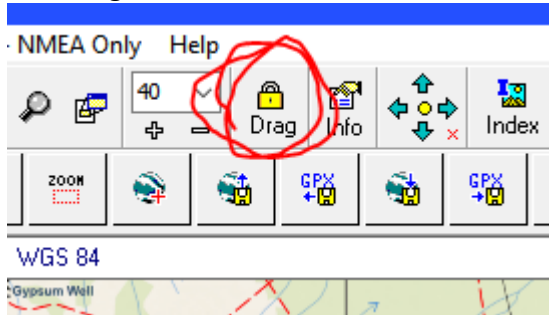 NMEA Only Help
40
Drag Info Index
ZOOM GPX GPX
WGS 84
Gypsum Well